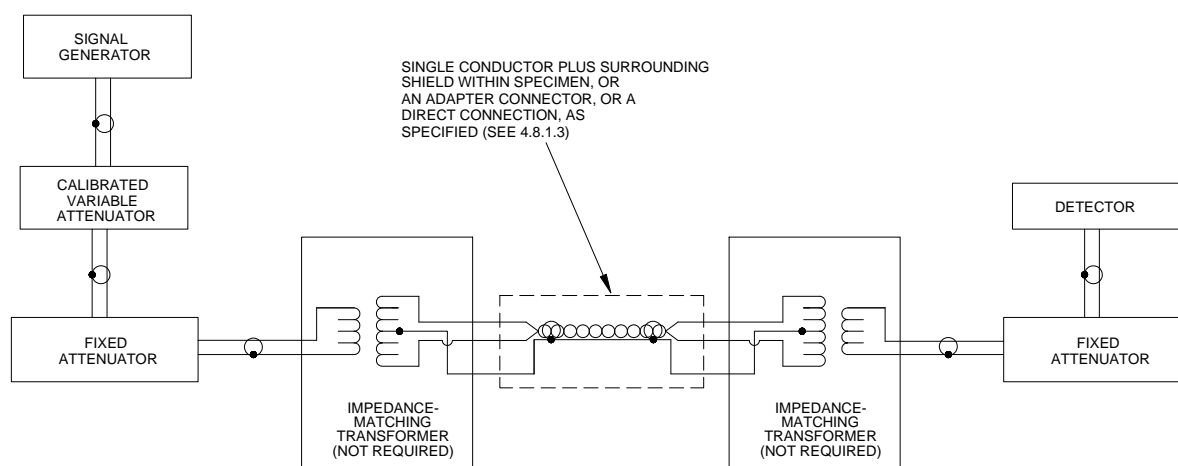 SIGNAL
GENERATOR
SINGLE CONDUCTOR PLUS SURROUNDING
SHIELD WITHIN SPECIMEN, OR
AN ADAPTER CONNECTOR, OR A
DIRECT CONNECTION, AS
SPECIFIED (SEE 4.8.1.3)
CALIBRATED
VARIABLE
ATTENUATOR
DETECTOR
FIXED
ATTENUATOR
FIXED
ATTENUATOR
IMPEDANCE-
MATCHING
TRANSFORMER
(NOT REQUIRED)
IMPEDANCE-
MATCHING
TRANSFORMER
(NOT REQUIRED)